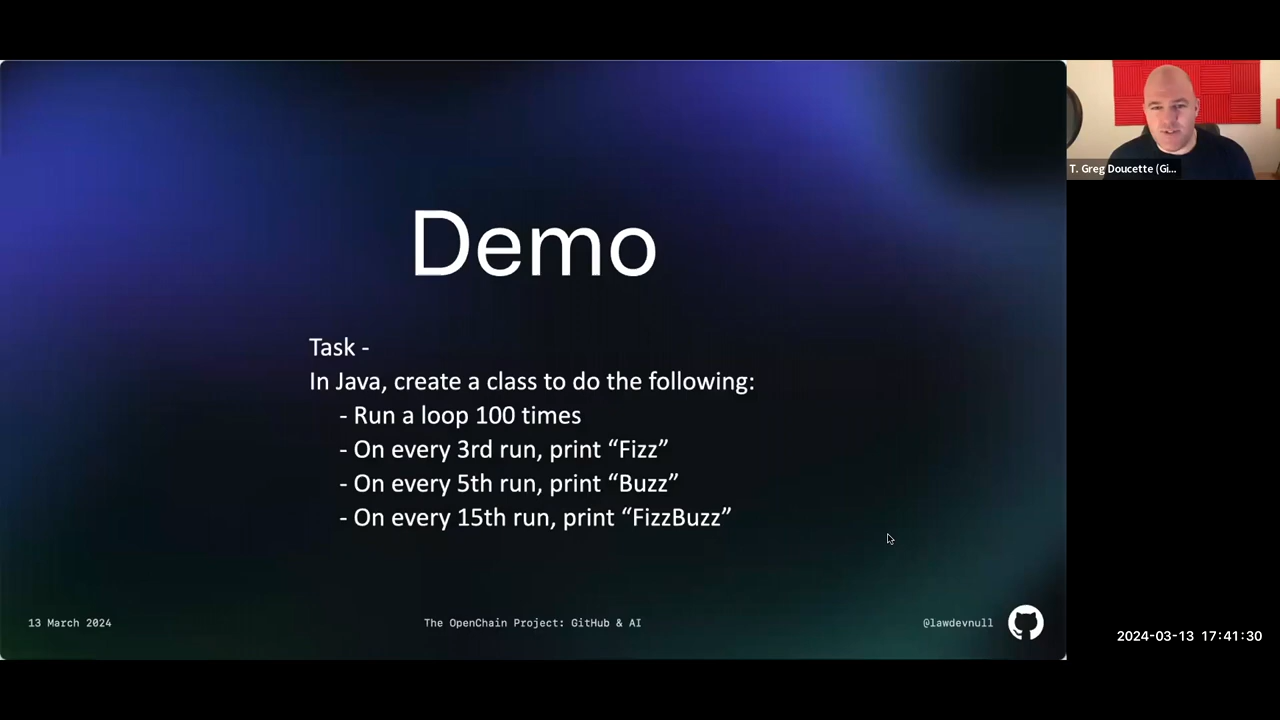 Demo
Task -
In Java, create a class to do the following:
- Run a loop 100 times
- On every 3rd run, print “Fizz”
- On every 5th run, print “Buzz”
- On every 15th run, print “FizzBuzz”
13 March 2024
The OpenChain Project: GitHub & AI
@lawdevnull
T. Greg Doucette (Gi...
2024-03-13 17:41:30